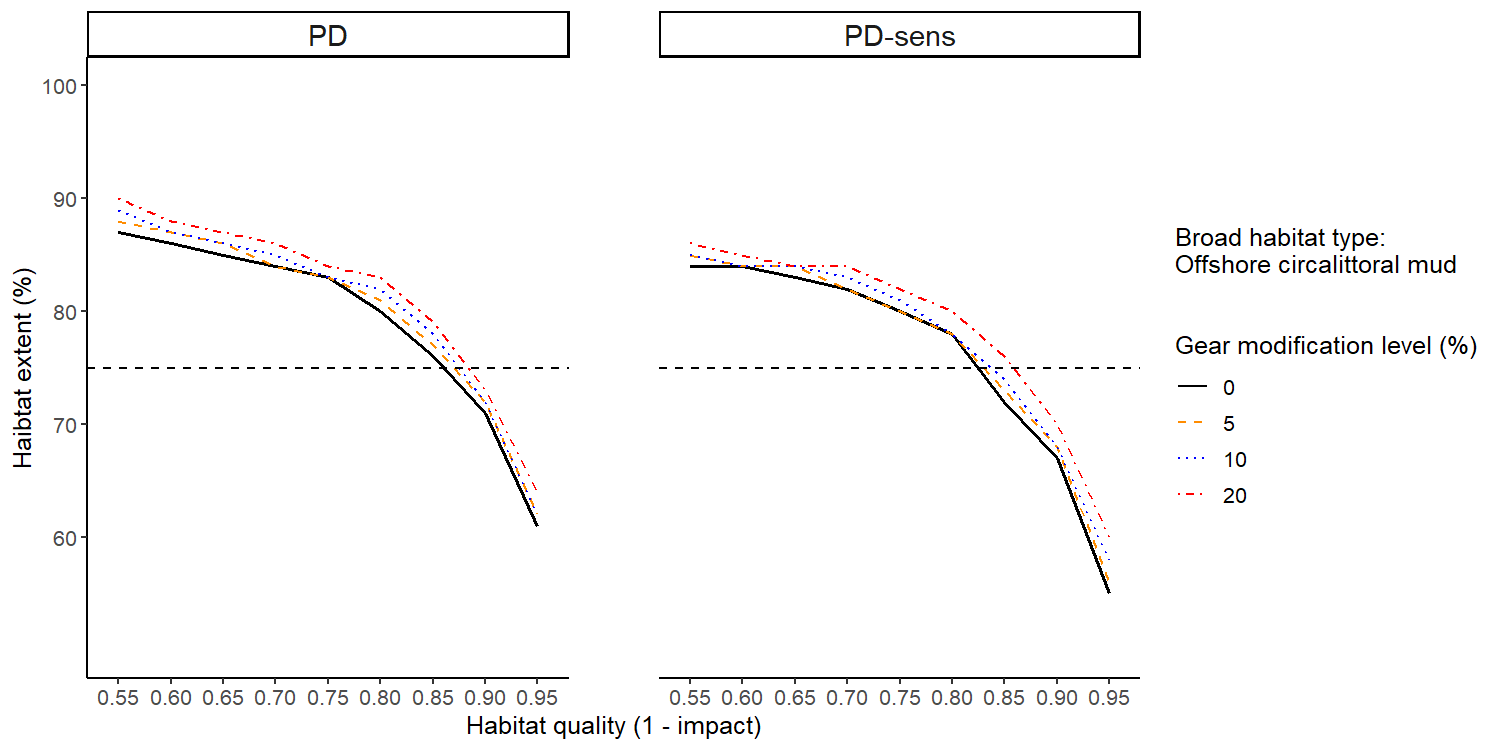 PD
PD-sens
100
90
80
70
60
Haibtat extent (%)
0.55 0.60 0.65 0.70 0.75 0.80 0.85 0.90 0.95
0.55 0.60 0.65 0.70 0.75 0.80 0.85 0.90 0.95
Habitat quality (1 - impact)
Broad habitat type:
Offshore circalittoral mud
Gear modification level (%)
0
5
10
20